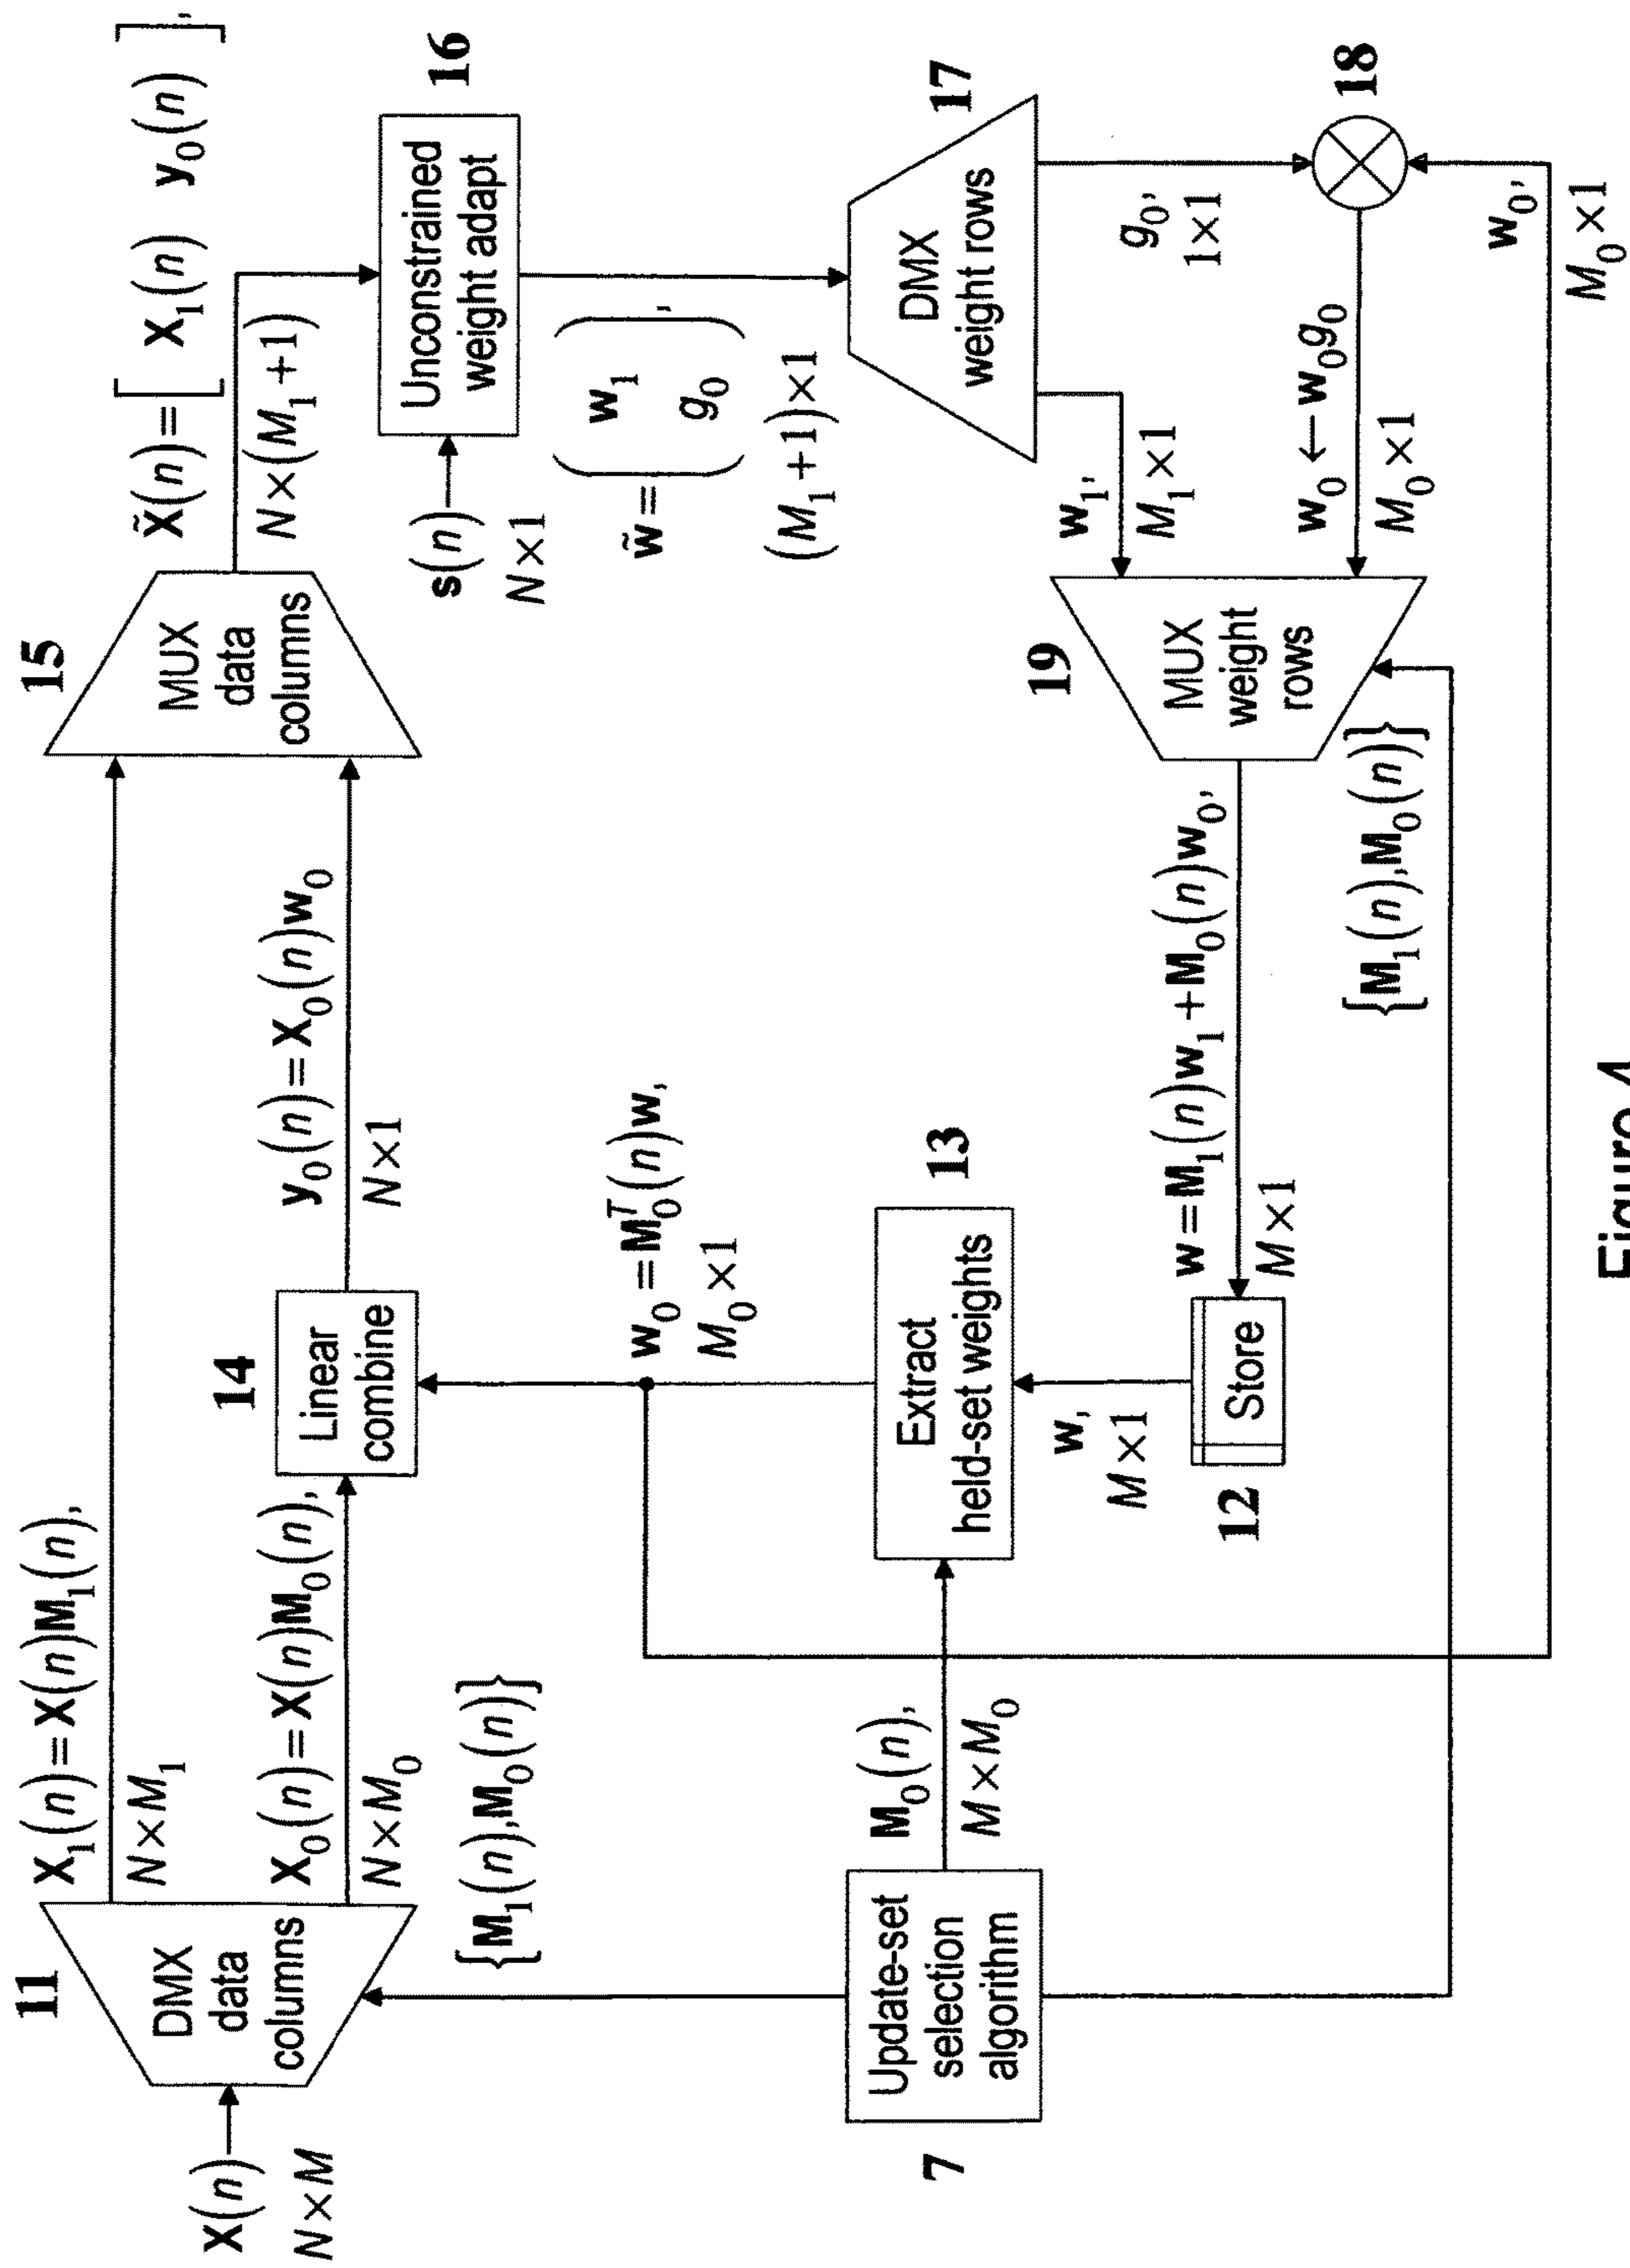 11
X(n)
N×M
DMX
data
columns
X₁(n)=X(n)M₁(n),
N×M₁
X₀(n)=X(n)M₀(n),
N×M₀
{M₁(n),M₀(n)}
14
Linear
combine
y₀(n)=X₀(n)w₀
N×1
15
MUX
data
columns
X̃(n)=[ X₁(n) y₀(n) ],
N×(M₁+1)
16
Unconstrained
weight adapt
s(n)
N×1
w̃=( w₁
g₀ ),
(M₁+1)×1
7
Update-set
selection
algorithm
M₀(n),
M×M₀
13
Extract
held-set weights
w₀=M₀ᵀ(n)w,
M₀×1
w,
M×1
12
Store
w=M₁(n)w₁+M₀(n)w₀,
M×1
19
MUX
weight
rows
{M₁(n),M₀(n)}
w₁,
M₁×1
w₀←w₀g₀
M₀×1
17
DMX
weight rows
g₀,
1×1
18
w₀,
M₀×1
Figure 4